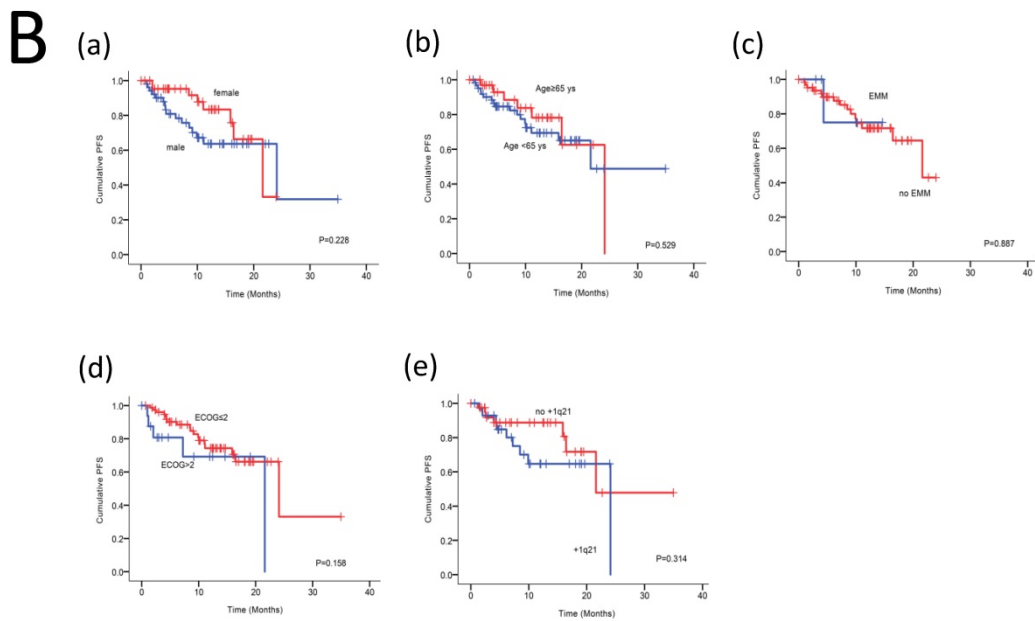 B
(a)
Cumulative PFS
1.0
0.8
0.6
0.4
0.2
0.0
female
male
P=0.228
0 10 20 30 40
Time (Months)
(b)
Cumulative PFS
1.0
0.8
0.6
0.4
0.2
0.0
Age≥65 ys
Age <65 ys
P=0.529
0 10 20 30 40
Time (Months)
(c)
Cumulative PFS
1.0
0.8
0.6
0.4
0.2
0.0
EMM
no EMM
P=0.887
0 10 20 30 40
Time (Months)
(d)
Cumulative PFS
1.0
0.8
0.6
0.4
0.2
0.0
ECOG≤2
ECOG>2
P=0.158
0 10 20 30 40
Time (Months)
(e)
Cumulative PFS
1.0
0.8
0.6
0.4
0.2
0.0
no +1q21
+1q21
P=0.314
0 10 20 30 40
Time (Months)